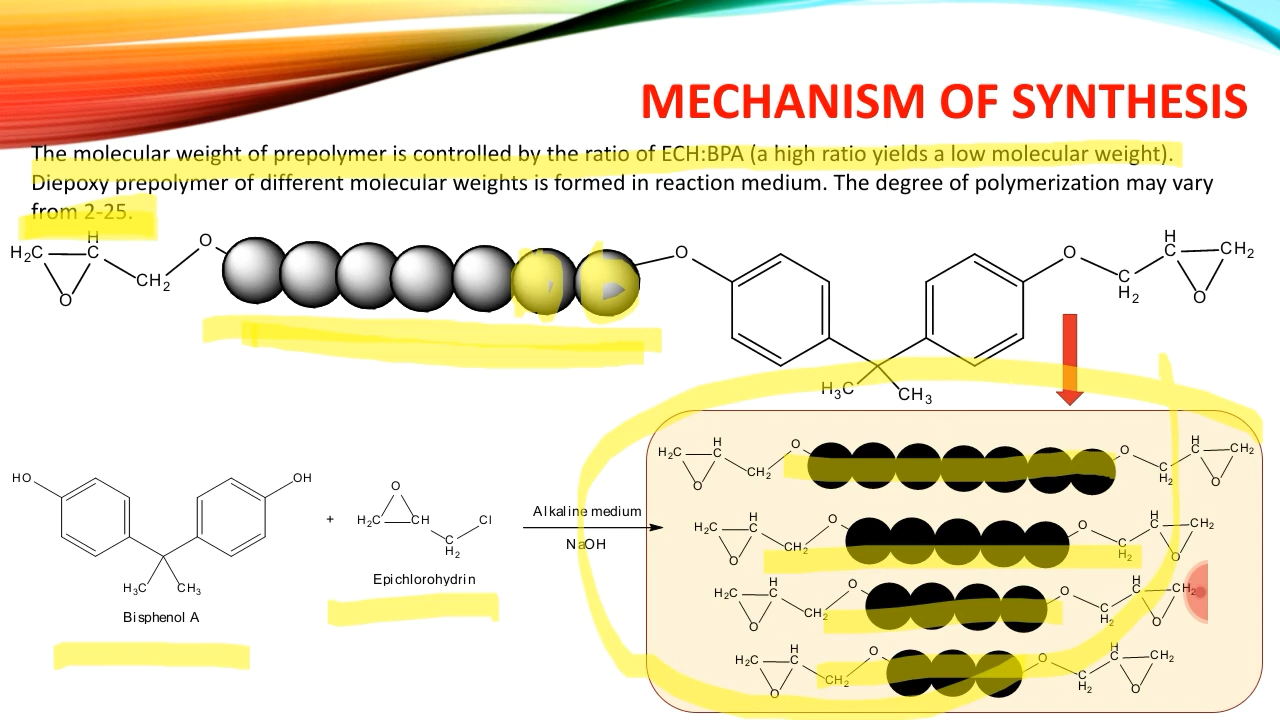 MECHANISM OF SYNTHESIS
The molecular weight of prepolymer is controlled by the ratio of ECH:BPA (a high ratio yields a low molecular weight).
Diepoxy prepolymer of different molecular weights is formed in reaction medium. The degree of polymerization may vary
from 2-25.
H₂C H C O CH₂ O O O C H₂ H C CH₂ O
H₃C CH₃
H₂C H C O CH₂ O O C H₂ H C CH₂ O
HO OH H₃C CH₃
Bisphenol A
+
O H₂C CH C H₂ Cl
Epichlorohydrin
Alkaline medium
NaOH
H₂C H C O CH₂ O O C H₂ H C CH₂ O
H₂C H C O CH₂ O O C H₂ H C CH₂ O
H₂C H C O CH₂ O O C H₂ H C CH₂ O